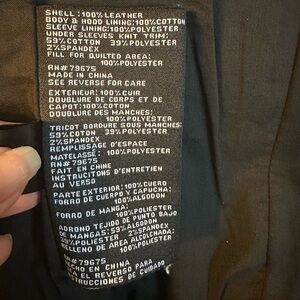 SHELL: 100% LEATHER
BODY & HOOD LINING: 100% COTTON
SLEEVE LINING: 100% POLYESTER
UNDER SLEEVES KNIT TRIM:
59% COTTON 39% POLYESTER
2% SPANDEX
FILL FOR QUILTED AREA:
100% POLYESTER
RN# 79675
MADE IN CHINA
SEE REVERSE FOR CARE
EXTERIEUR: 100% CUIR
DOUBLURE DE CORPS ET DE
CAPOT: 100% COTON
DOUBLURE DES MANCHES:
100% POLYESTER
TRICOT BORDURE SOUS MANCHES:
59% COTON 39% POLYESTER
2% SPANDEX
REMPLISSAGE D'ESPACE
MATELASSE: 100% POLYESTER
RN# 79675
FAIT EN CHINE
INSTRUCITONS D'ENTRETIEN
AU VERSO
PARTE EXTERIOR: 100% CUERO
FORRO DE CUERPO Y CAPUCHA:
100% ALGODON
FORRO DE MANGA:
100% POLIESTER
ADRONO TEJIDO DE PUNTO BAJO
DE MANGAS: 59% ALGODON
39% POLIESTER 2% SPANDEX
RELLENO DE AREA ALCOLCHADA:
100% POLIESTER
RN# 79675
HECHO EN CHINA
EA EL REVERSO PARA
STRUCCIONES DE CUIDADO